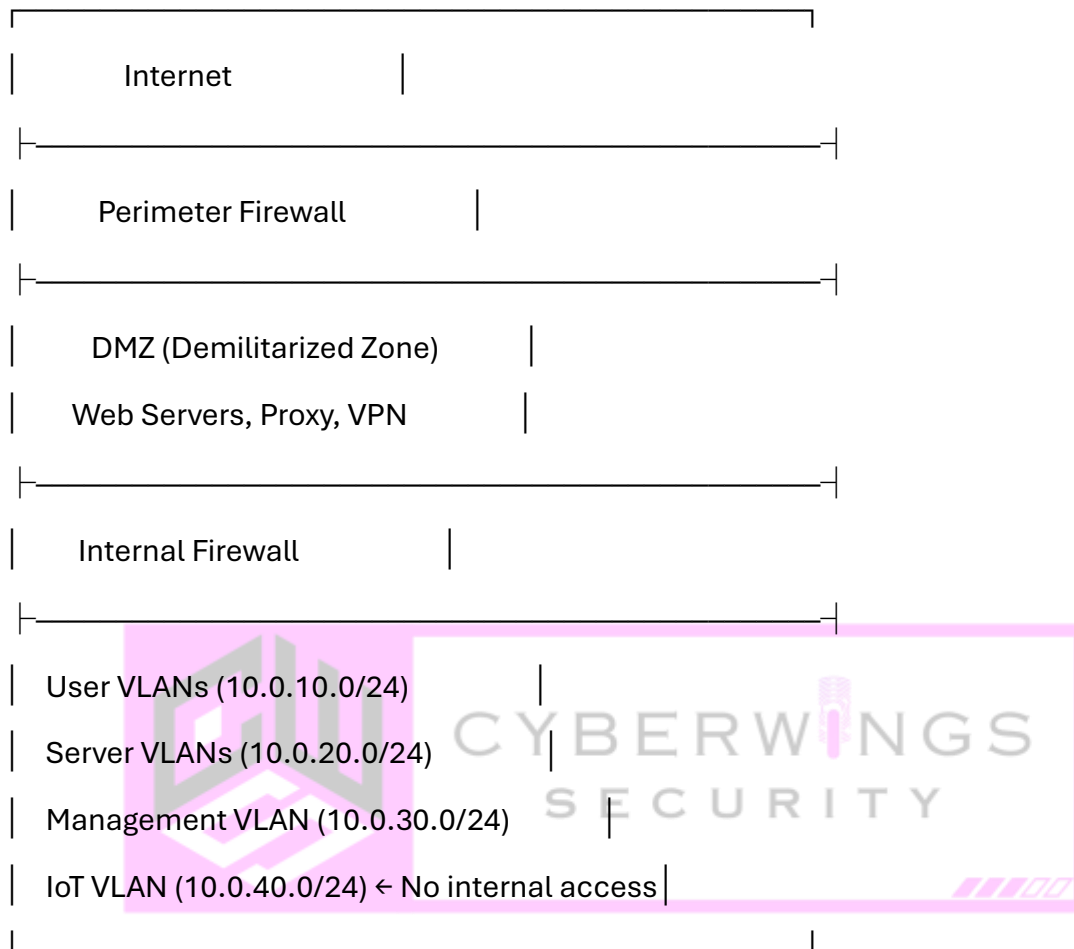 Internet
Perimeter Firewall
DMZ (Demilitarized Zone)
Web Servers, Proxy, VPN
Internal Firewall
User VLANs (10.0.10.0/24)
Server VLANs (10.0.20.0/24)
Management VLAN (10.0.30.0/24)
IoT VLAN (10.0.40.0/24) ← No internal access
CYBERWINGS
SECURITY